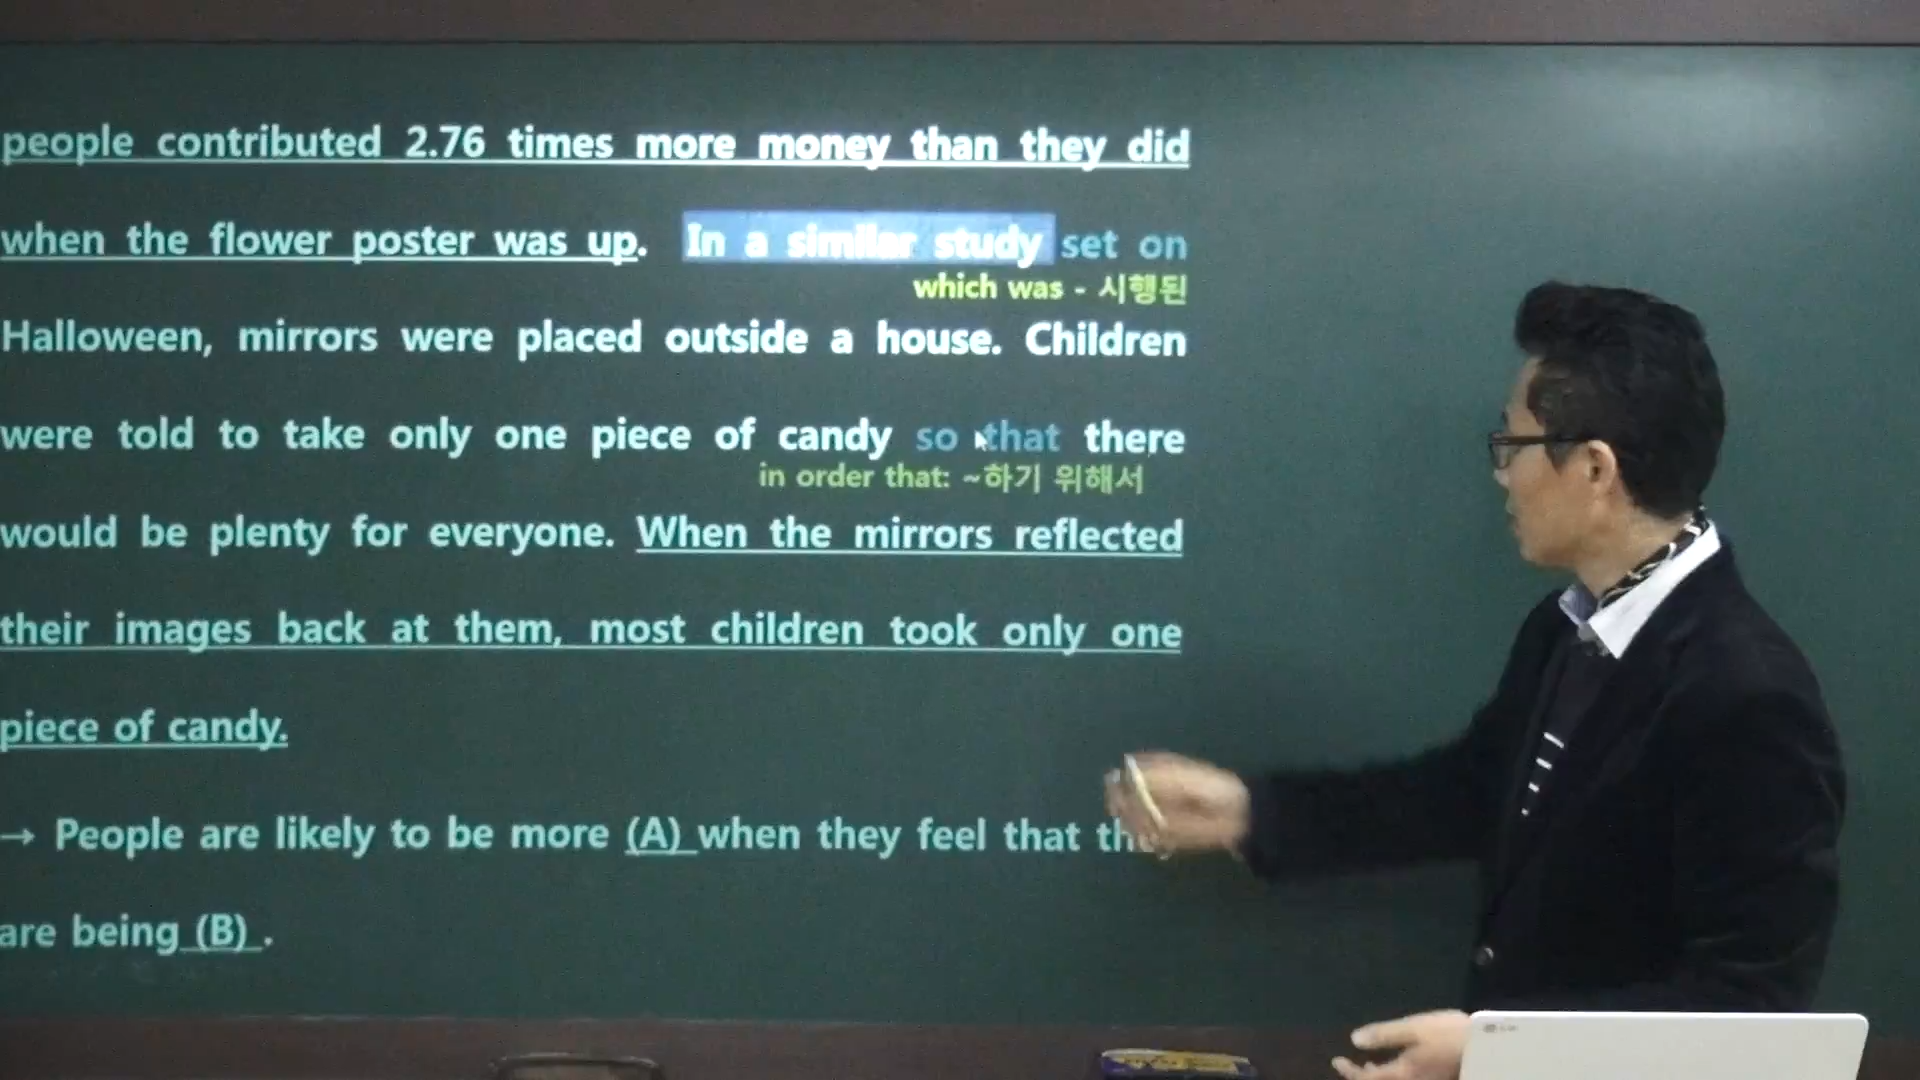 people contributed 2.76 times more money than they did
when the flower poster was up. In a similar study set on
which was - 시행된
Halloween, mirrors were placed outside a house. Children
were told to take only one piece of candy so that there
in order that: ~하기 위해서
would be plenty for everyone. When the mirrors reflected
their images back at them, most children took only one
piece of candy.
→ People are likely to be more (A) when they feel that
are being (B) .